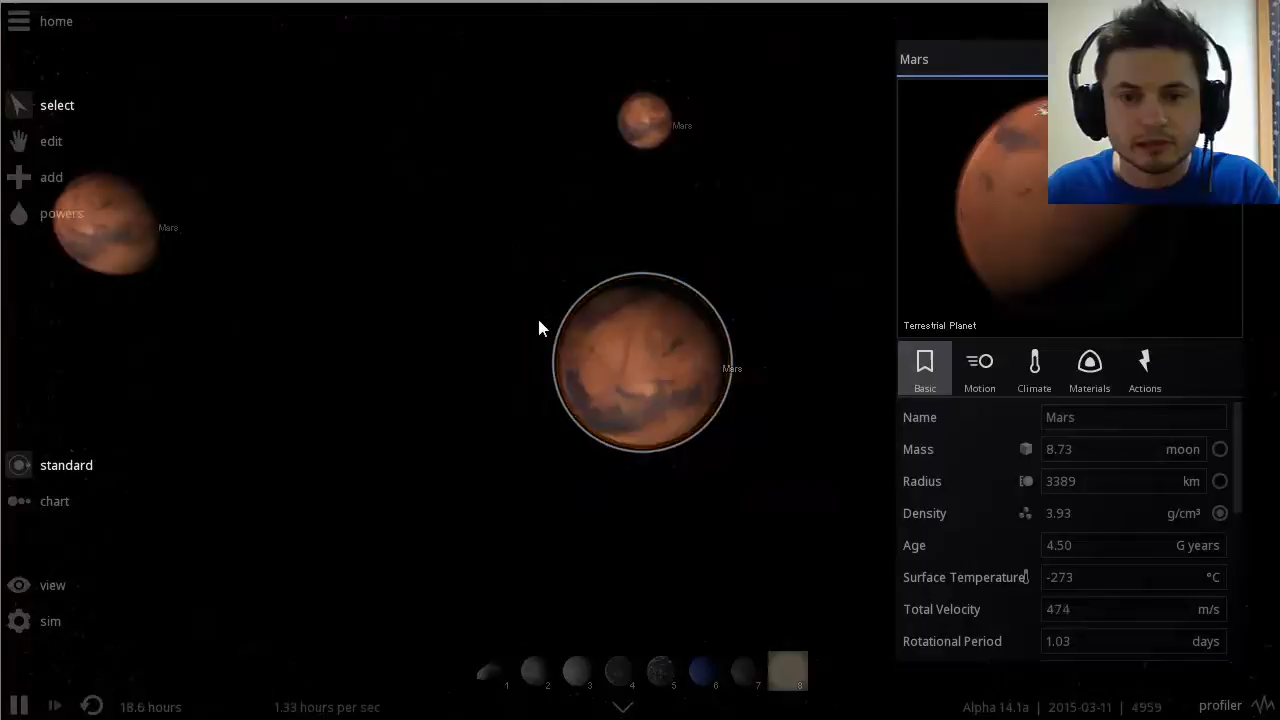 home
select
edit
add
powers
standard
chart
view
sim
Mars
Mars
Mars
Mars
Terrestrial Planet
Basic Motion Climate Materials Actions
Name Mars
Mass 8.73 moon
Radius 3389 km
Density 3.93 g/cm³
Age 4.50 G years
Surface Temperature -273 °C
Total Velocity 474 m/s
Rotational Period 1.03 days
1 2 3 4 5 6 7 8
18.6 hours 1.33 hours per sec
Alpha 14.1a | 2015-03-11 | 4959 profiler